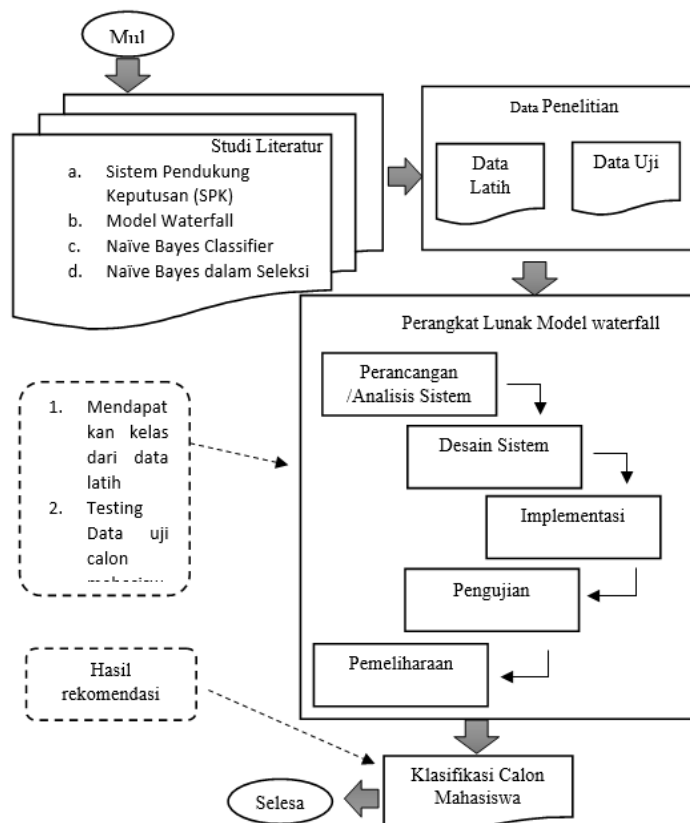 Mul
Studi Literatur
a. Sistem Pendukung
Keputusan (SPK)
b. Model Waterfall
c. Naïve Bayes Classifier
d. Naïve Bayes dalam Seleksi
Data Penelitian
Data
Latih
Data Uji
Perangkat Lunak Model waterfall
Perancangan
/Analisis Sistem
Desain Sistem
Implementasi
Pengujian
Pemeliharaan
1. Mendapat
kan kelas
dari data
latih
2. Testing
Data uji
calon
Hasil
rekomendasi
Klasifikasi Calon
Mahasiswa
Selesa